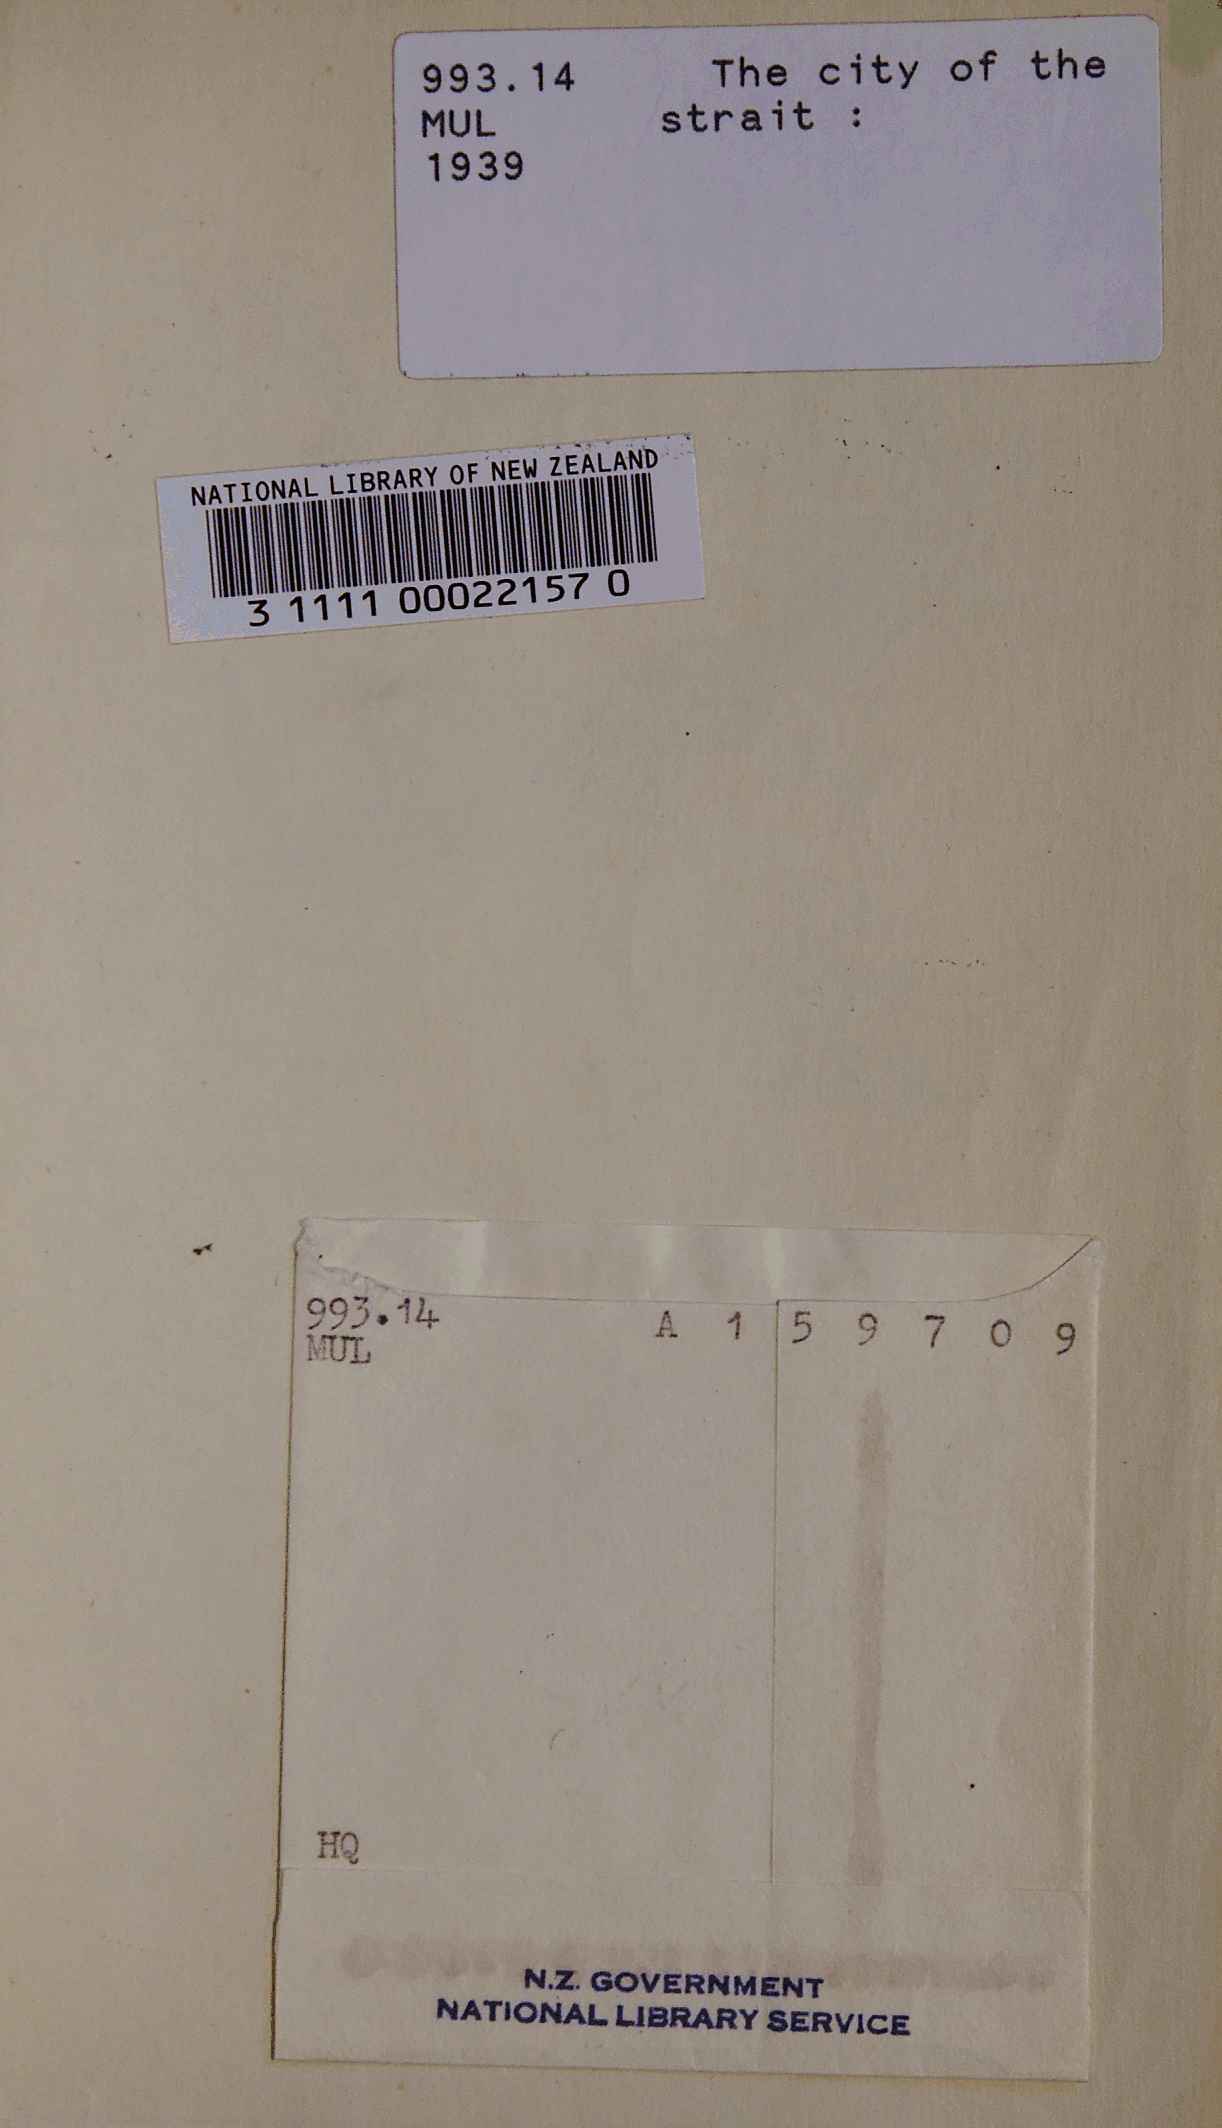 993.14 The city of the
MUL strait :
1939
NATIONAL LIBRARY OF NEW ZEALAND
3 1111 00022157 0
993.14 A 1 5 9 7 0 9
MUL
HQ
N.Z. GOVERNMENT
NATIONAL LIBRARY SERVICE